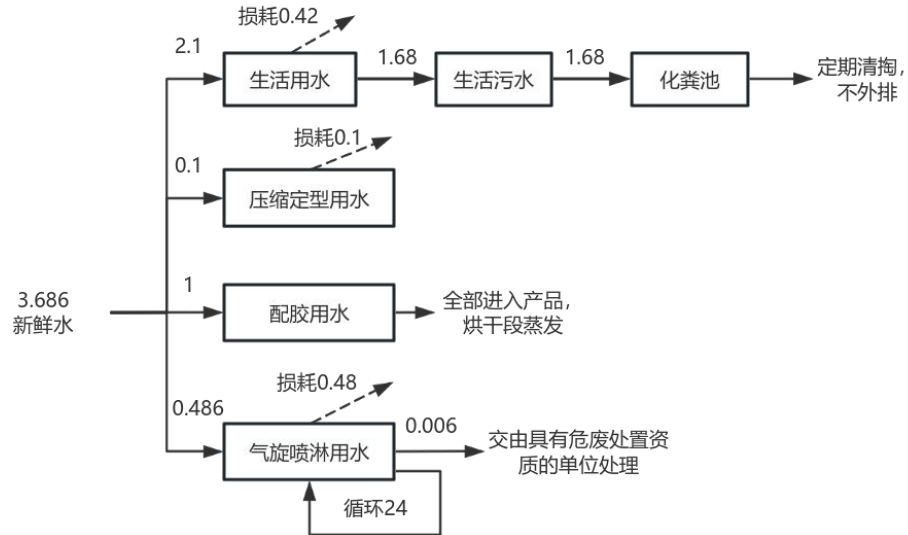 损耗0.42
2.1
生活用水
1.68
生活污水
1.68
化粪池
定期清掏，
不外排
损耗0.1
0.1
压缩定型用水
3.686
新鲜水
1
配胶用水
全部进入产品，
烘干段蒸发
损耗0.48
0.486
气旋喷淋用水
0.006
交由具有危废处置资
质的单位处理
循环24